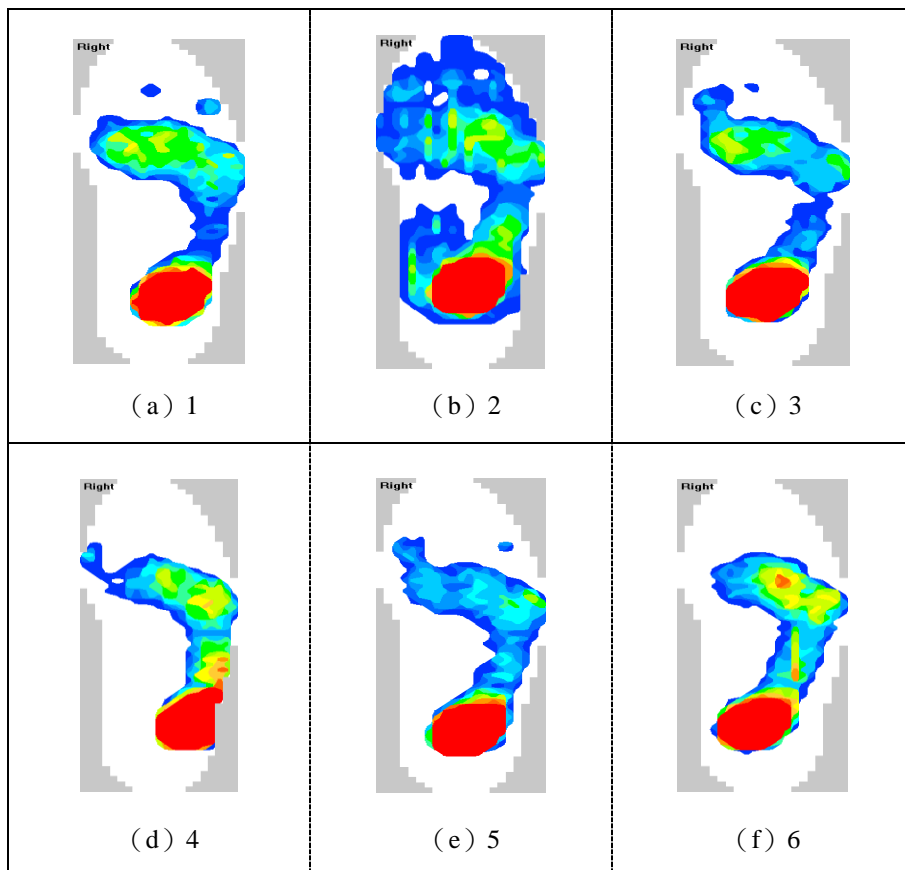 Right
Right
Right
（a）1
（b）2
（c）3
Right
Right
Right
（d）4
（e）5
（f）6